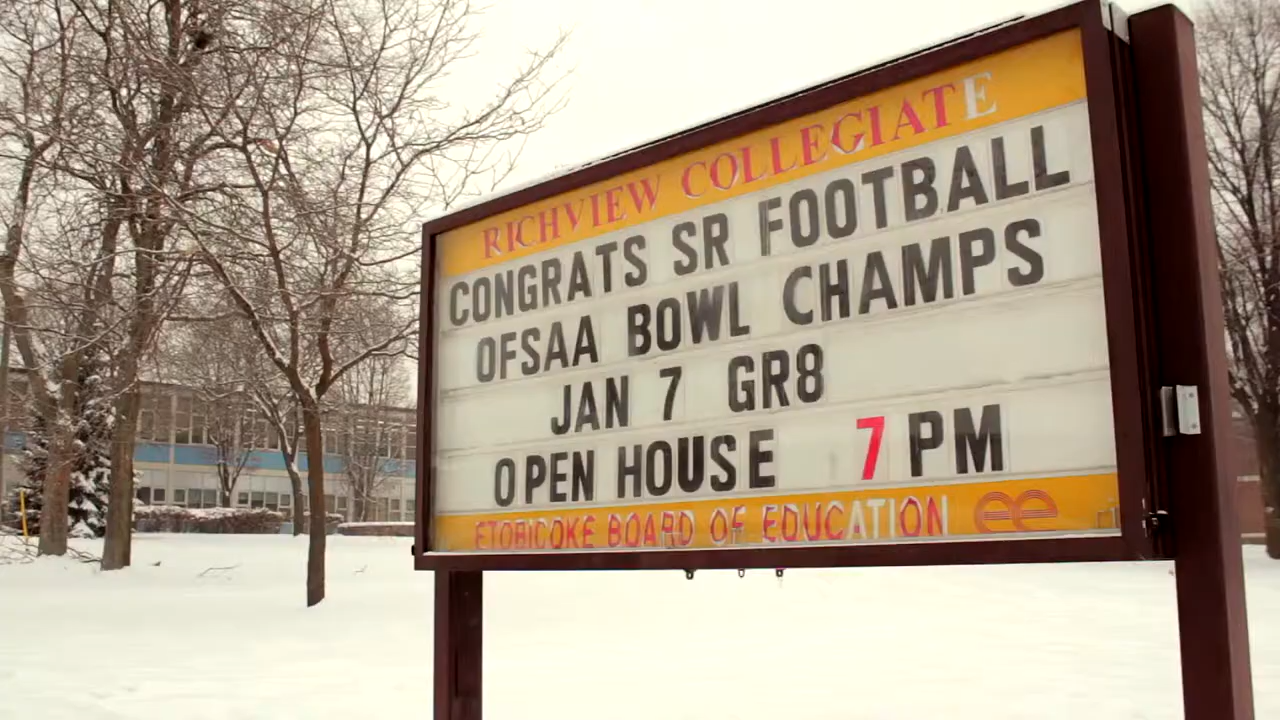 RICHVIEW COLLEGIATE
CONGRATS SR FOOTBALL
OFSAA BOWL CHAMPS
JAN 7 GR8
OPEN HOUSE 7 PM
ETOBICOKE BOARD OF EDUCATION ee